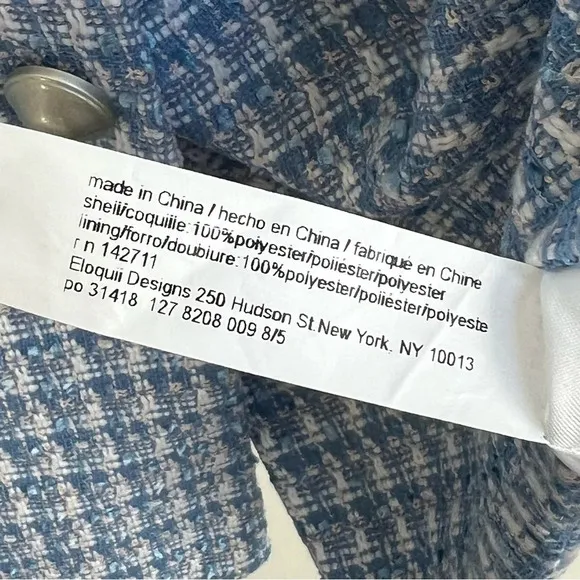 made in China / hecho en China / fabriqué en Chine
shell/coquille:100%polyester/poliéster/polyester
lining/forro/doublure:100%polyester/poliéster/polyeste
r n 142711
Eloquii Designs 250 Hudson St.New York, NY 10013
po 31418 127 8208 009 8/5